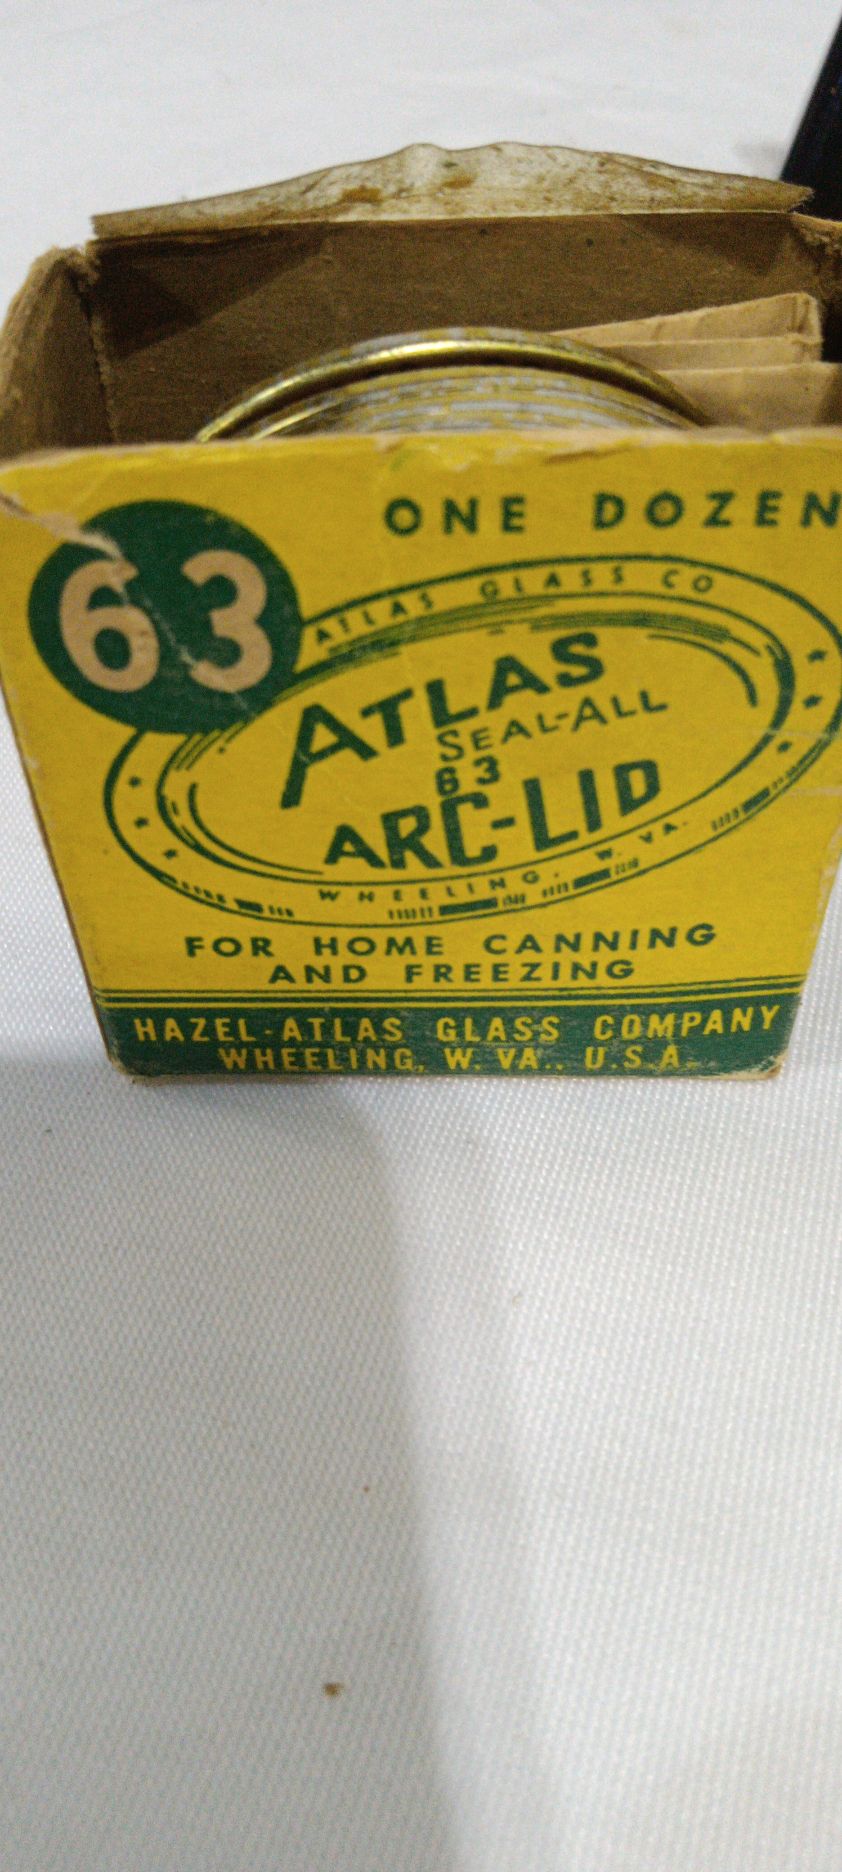 ONE DOZEN
63
ATLAS GLASS CO
ATLAS
SEAL-ALL
63
ARC-LID
WHEELING, W. VA.
FOR HOME CANNING
AND FREEZING
HAZEL-ATLAS GLASS COMPANY
WHEELING, W. VA., U.S.A.